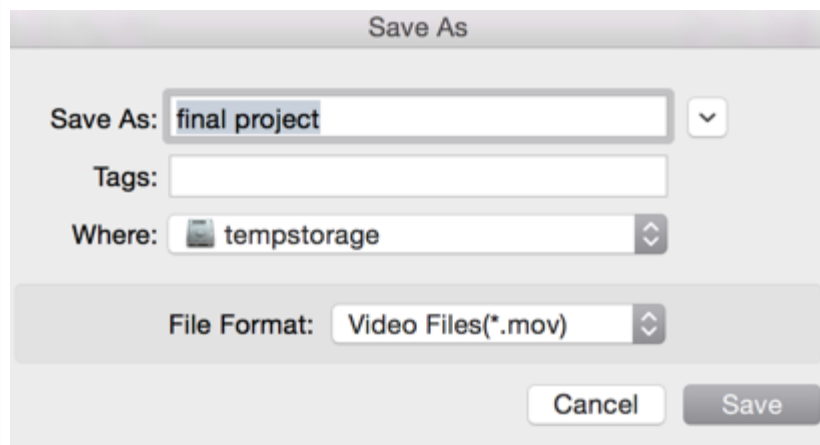 Save As
Save As: final project
Tags:
Where: tempstorage
File Format: Video Files(*.mov)
Cancel Save